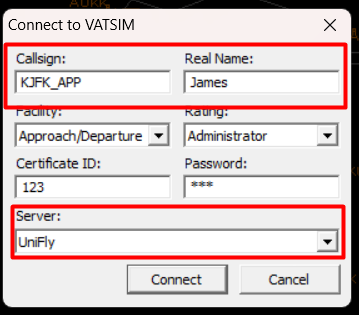 Connect to VATSIM
Callsign: Real Name:
KJFK_APP James
Facility: Rating:
Approach/Departure Administrator
Certificate ID: Password:
123 ***
Server:
UniFly
Connect Cancel